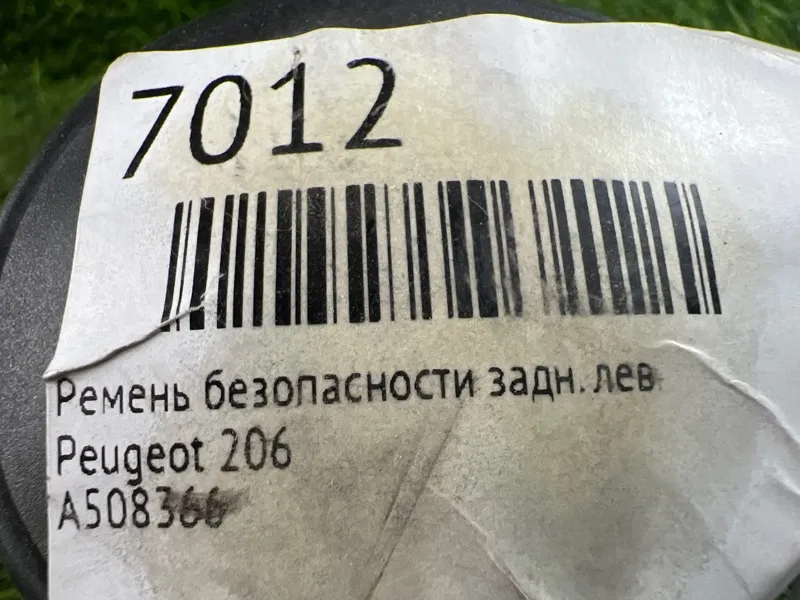 7012
Ремень безопасности задн. лев
Peugeot 206
A508366